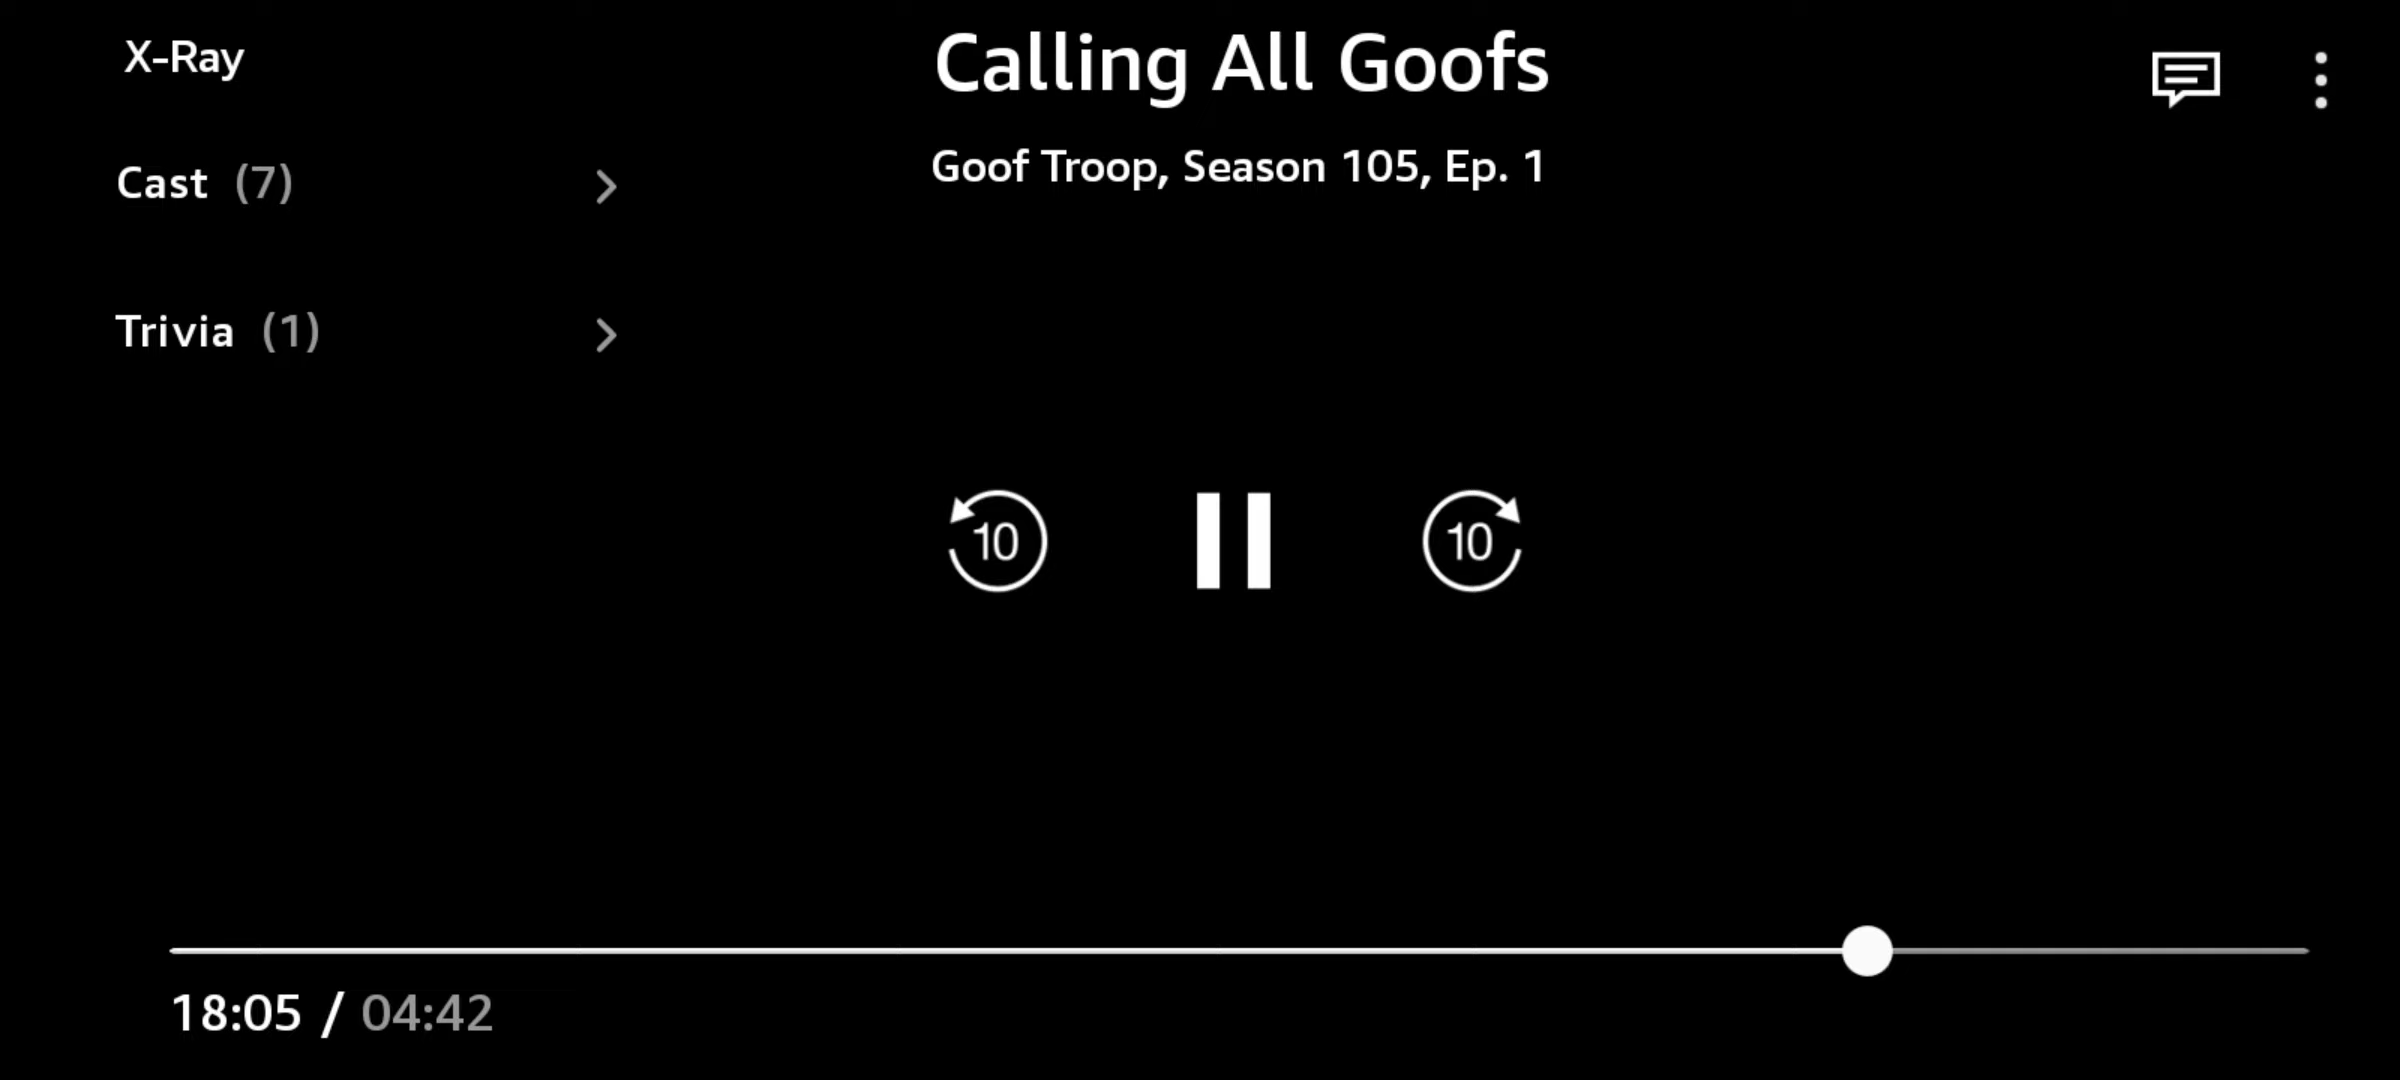 X-Ray
Calling All Goofs
Goof Troop, Season 105, Ep. 1
Cast (7)
Trivia (1)
10
10
18:05 / 04:42